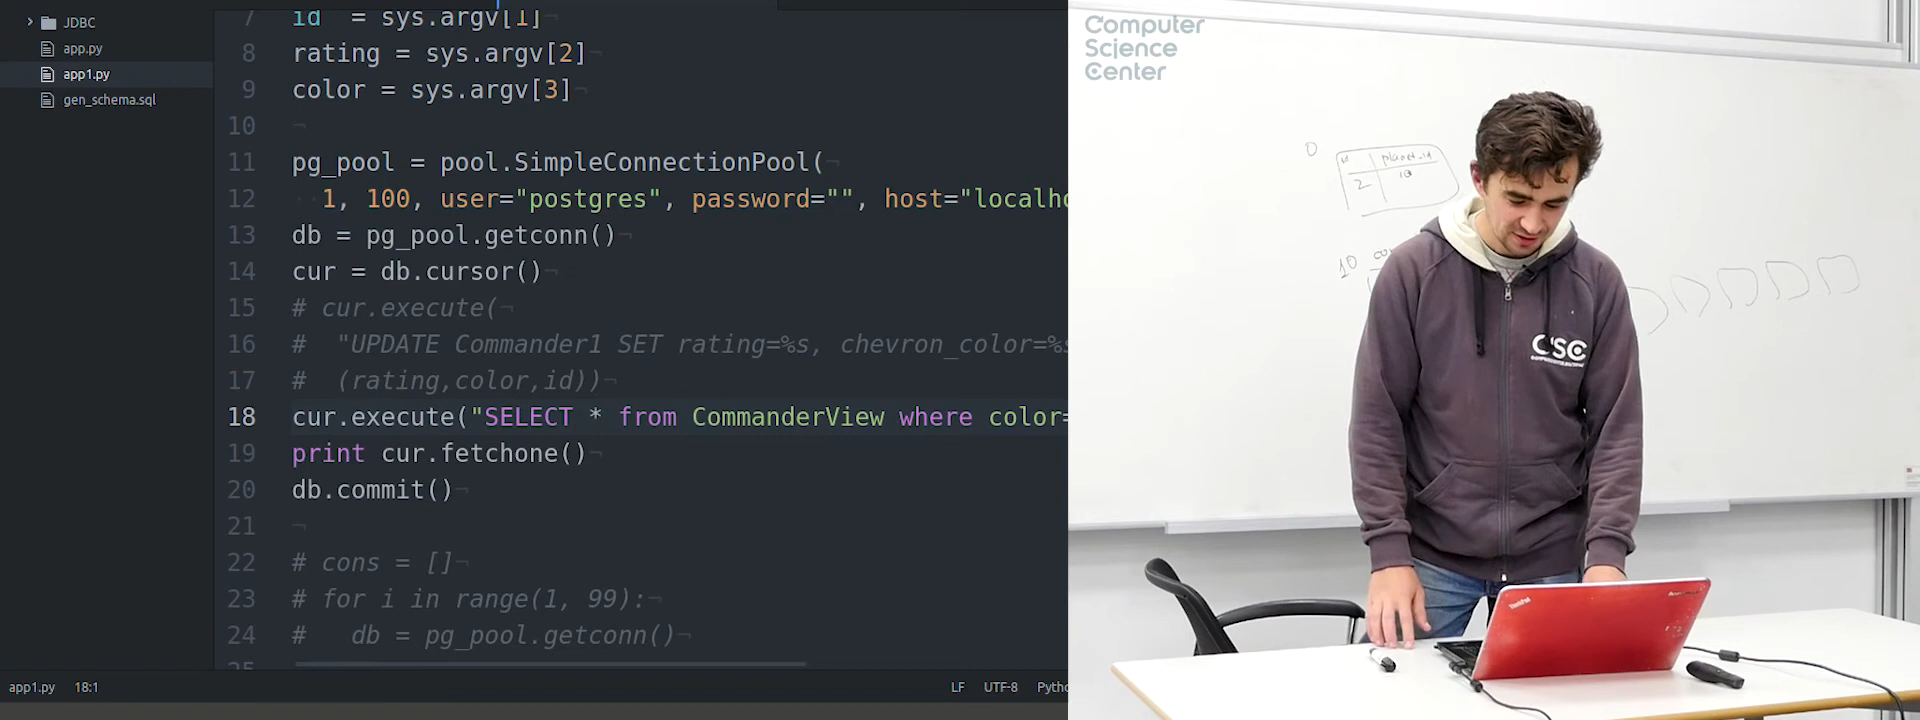 JDBC
app.py
app1.py
gen_schema.sql
7 id = sys.argv[1]
8 rating = sys.argv[2]
9 color = sys.argv[3]
10
11 pg_pool = pool.SimpleConnectionPool(
12 1, 100, user="postgres", password="", host="localho
13 db = pg_pool.getconn()
14 cur = db.cursor()
15 # cur.execute(
16 # "UPDATE Commander1 SET rating=%s, chevron_color=%s
17 # (rating,color,id))
18 cur.execute("SELECT * from CommanderView where color=
19 print cur.fetchone()
20 db.commit()
21
22 # cons = []
23 # for i in range(1, 99):
24 # db = pg_pool.getconn()
25
app1.py 18:1 LF UTF-8 Pytho
Computer
Science
Center
0
id planet_id
2 10
10
CSC
ThinkPad